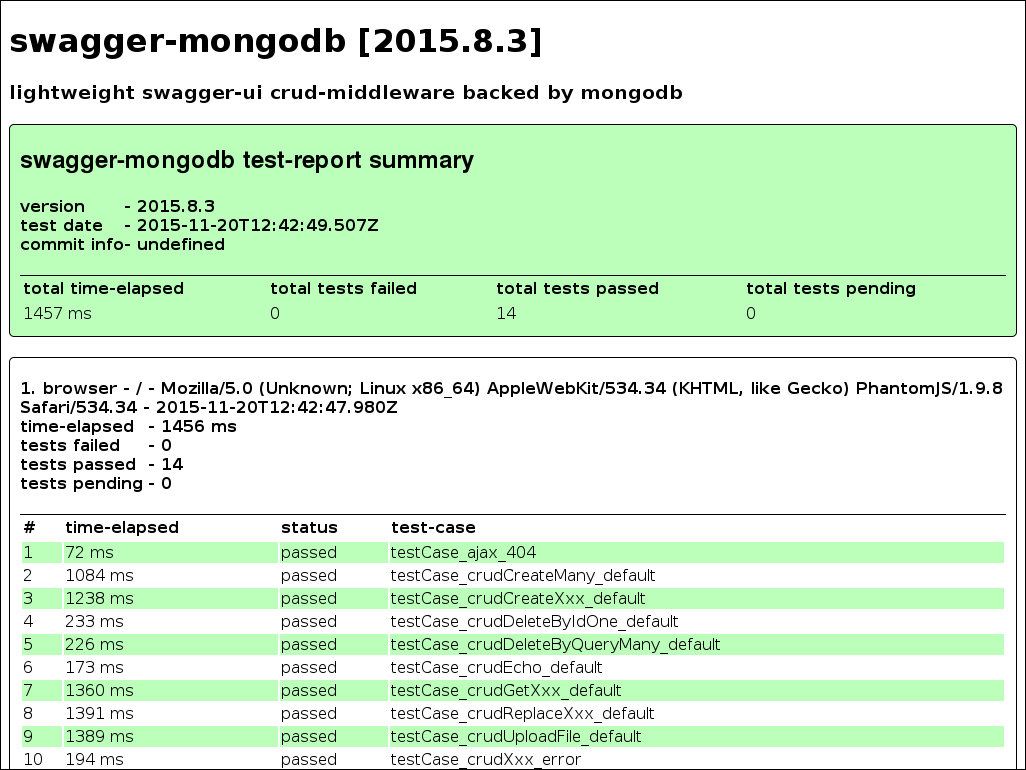 swagger-mongodb [2015.8.3]
lightweight swagger-ui crud-middleware backed by mongodb
swagger-mongodb test-report summary
version - 2015.8.3
test date - 2015-11-20T12:42:49.507Z
commit info- undefined
total time-elapsed total tests failed total tests passed total tests pending
1457 ms 0 14 0
1. browser - / - Mozilla/5.0 (Unknown; Linux x86_64) AppleWebKit/534.34 (KHTML, like Gecko) PhantomJS/1.9.8
Safari/534.34 - 2015-11-20T12:42:47.980Z
time-elapsed - 1456 ms
tests failed - 0
tests passed - 14
tests pending - 0
# time-elapsed status test-case
1 72 ms passed testCase_ajax_404
2 1084 ms passed testCase_crudCreateMany_default
3 1238 ms passed testCase_crudCreateXxx_default
4 233 ms passed testCase_crudDeleteByIdOne_default
5 226 ms passed testCase_crudDeleteByQueryMany_default
6 173 ms passed testCase_crudEcho_default
7 1360 ms passed testCase_crudGetXxx_default
8 1391 ms passed testCase_crudReplaceXxx_default
9 1389 ms passed testCase_crudUploadFile_default
10 194 ms passed testCase_crudXxx_error